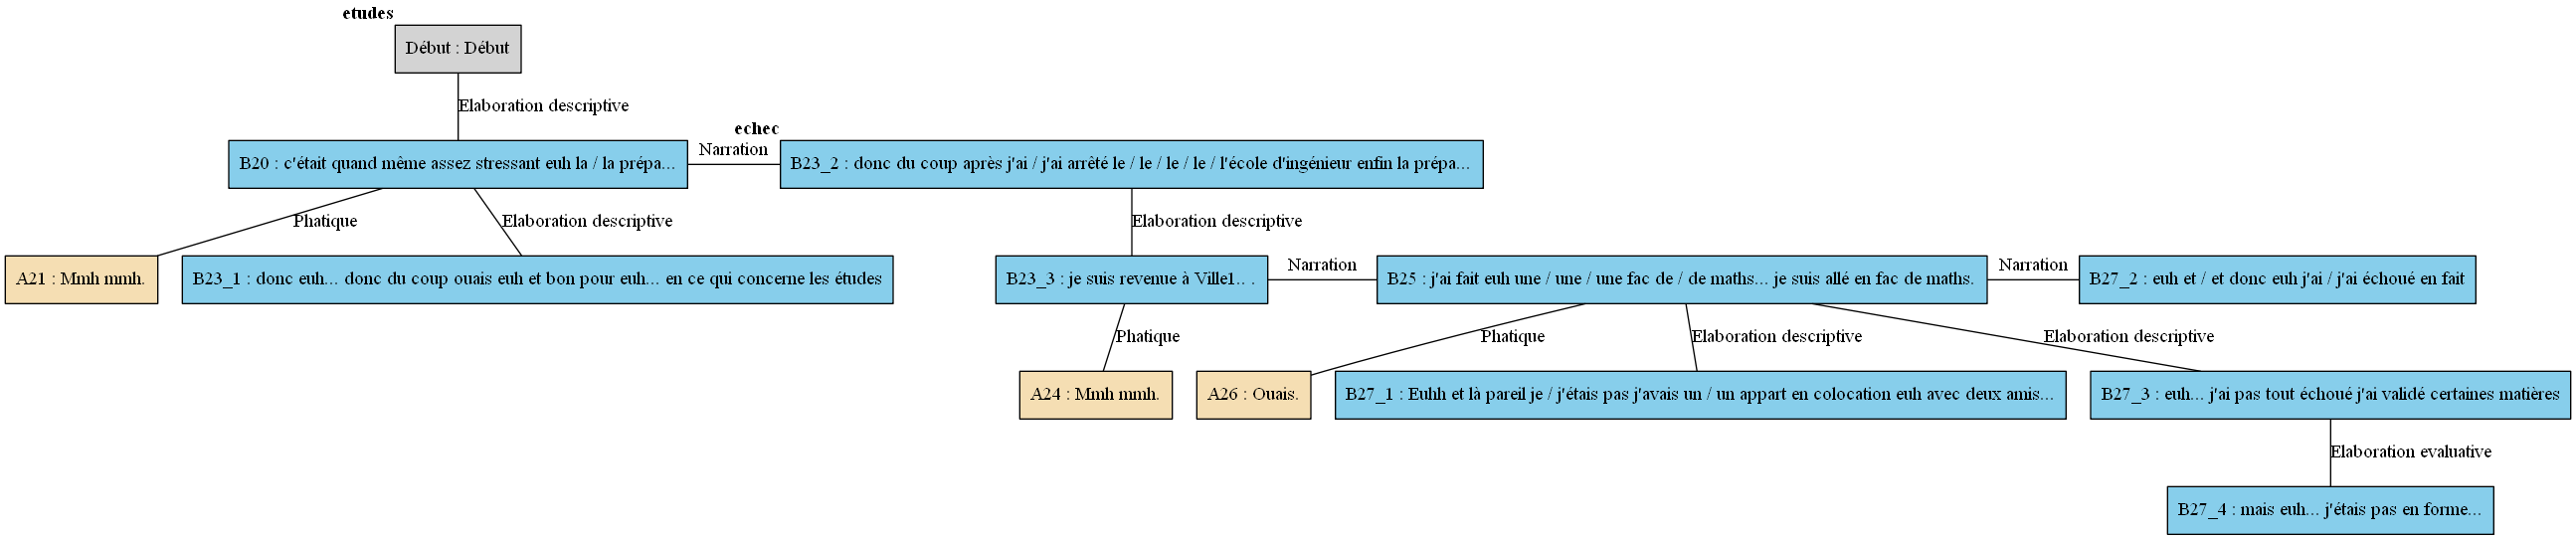 etudes
Début : Début
Elaboration descriptive
echec
B20 : c'était quand même assez stressant euh la / la prépa...
Narration
B23_2 : donc du coup après j'ai / j'ai arrêté le / le / le / le / l'école d'ingénieur enfin la prépa...
Phatique
Elaboration descriptive
Elaboration descriptive
A21 : Mmh mmh.
B23_1 : donc euh... donc du coup ouais euh et bon pour euh... en ce qui concerne les études
B23_3 : je suis revenue à Ville1.. .
Narration
B25 : j'ai fait euh une / une / une fac de / de maths... je suis allé en fac de maths.
Narration
B27_2 : euh et / et donc euh j'ai / j'ai échoué en fait
Phatique
Phatique
Elaboration descriptive
Elaboration descriptive
A24 : Mmh mmh.
A26 : Ouais.
B27_1 : Euhh et là pareil je / j'étais pas j'avais un / un appart en colocation euh avec deux amis...
B27_3 : euh... j'ai pas tout échoué j'ai validé certaines matières
Elaboration evaluative
B27_4 : mais euh... j'étais pas en forme...